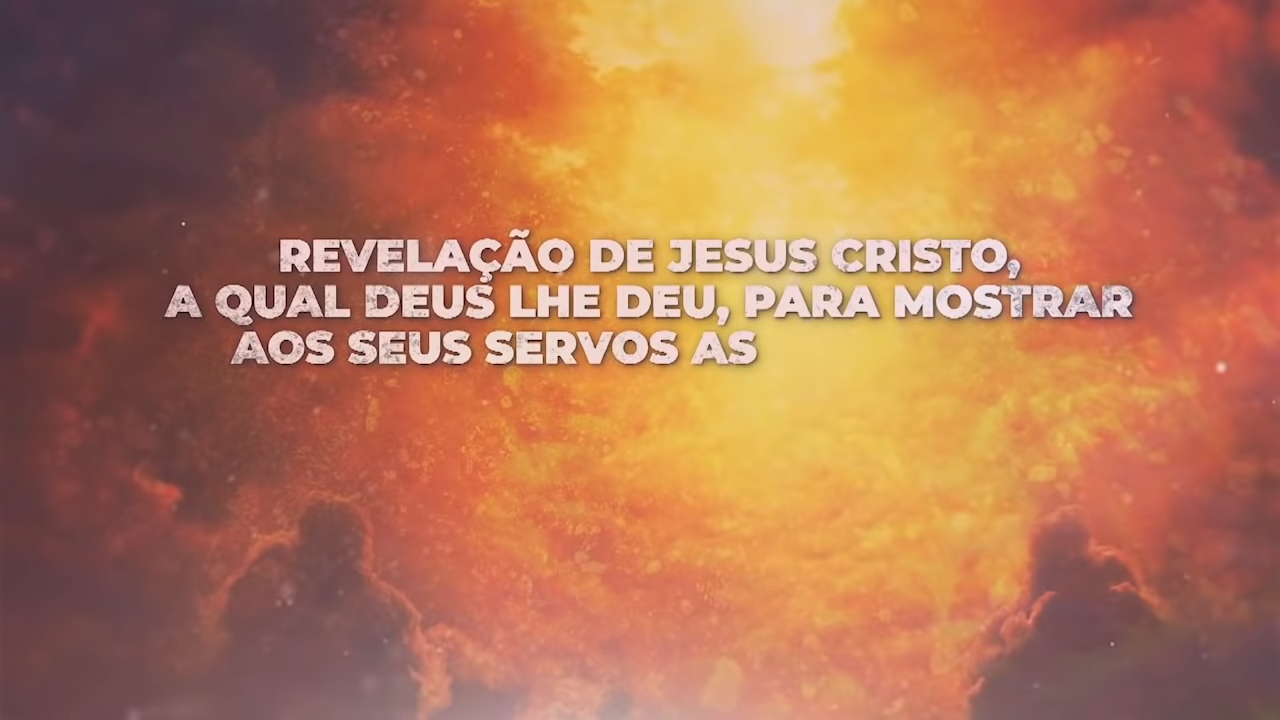 REVELAÇÃO DE JESUS CRISTO,
A QUAL DEUS LHE DEU, PARA MOSTRAR
AOS SEUS SERVOS AS